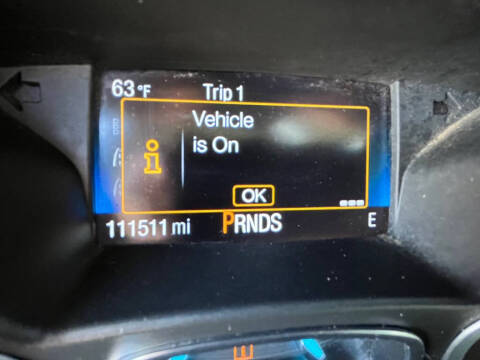 63°F Trip 1
Vehicle
is On
i
OK
111511 mi PRNDS E